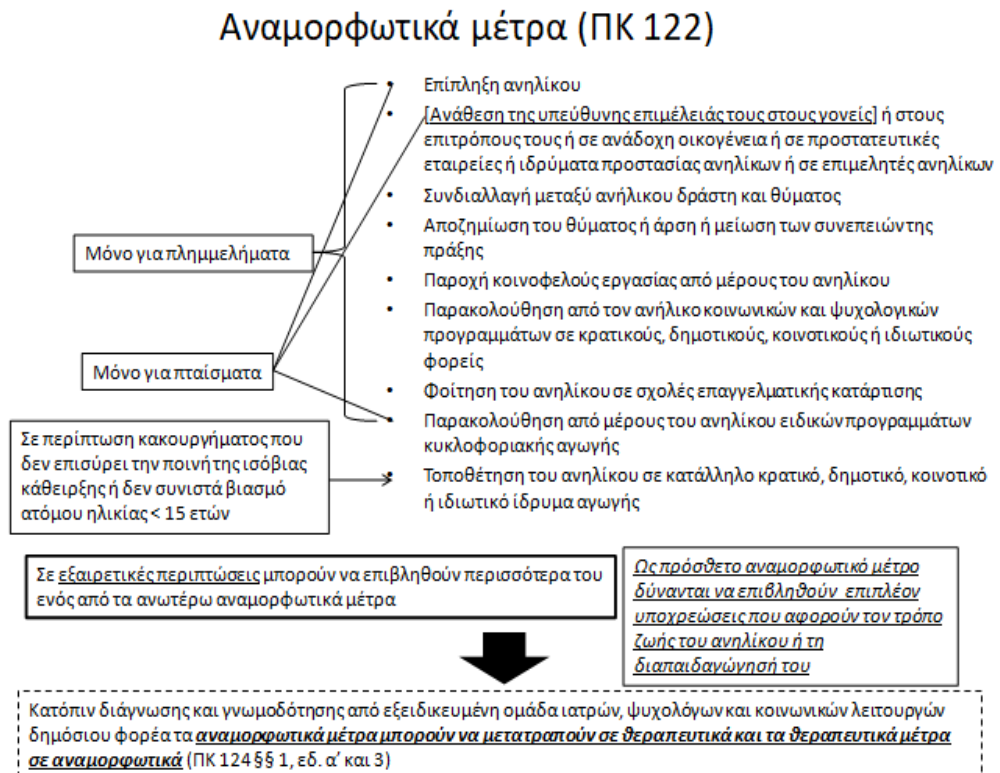 Αναμορφωτικά μέτρα (ΠΚ 122)
• Επίπληξη ανηλίκου
• [Ανάθεση της υπεύθυνης επιμέλειάς τους στους γονείς] ή στους
επιτρόπους τους ή σε ανάδοχη οικογένεια ή σε προστατευτικές
εταιρείες ή ιδρύματα προστασίας ανηλίκων ή σε επιμελητές ανηλίκων
• Συνδιαλλαγή μεταξύ ανήλικου δράστη και θύματος
• Αποζημίωση του θύματος ή άρση ή μείωση των συνεπειών της
πράξης
• Παροχή κοινοφελούς εργασίας από μέρους του ανηλίκου
• Παρακολούθηση από τον ανήλικο κοινωνικών και ψυχολογικών
προγραμμάτων σε κρατικούς, δημοτικούς, κοινοτικούς ή ιδιωτικούς
φορείς
• Φοίτηση του ανηλίκου σε σχολές επαγγελματικής κατάρτισης
• Παρακολούθηση από μέρους του ανηλίκου ειδικών προγραμμάτων
κυκλοφοριακής αγωγής
• Τοποθέτηση του ανηλίκου σε κατάλληλο κρατικό, δημοτικό, κοινοτικό
ή ιδιωτικό ίδρυμα αγωγής
Μόνο για πλημμελήματα
Μόνο για πταίσματα
Σε περίπτωση κακουργήματος που
δεν επισύρει την ποινή της ισόβιας
κάθειρξης ή δεν συνιστά βιασμό
ατόμου ηλικίας < 15 ετών
Σε εξαιρετικές περιπτώσεις μπορούν να επιβληθούν περισσότερα του
ενός από τα ανωτέρω αναμορφωτικά μέτρα
Ως πρόσθετο αναμορφωτικό μέτρο
δύνανται να επιβληθούν επιπλέον
υποχρεώσεις που αφορούν τον τρόπο
ζωής του ανηλίκου ή τη
διαπαιδαγώγησή του
Κατόπιν διάγνωσης και γνωμοδότησης από εξειδικευμένη ομάδα ιατρών, ψυχολόγων και κοινωνικών λειτουργών
δημόσιου φορέα τα αναμορφωτικά μέτρα μπορούν να μετατραπούν σε θεραπευτικά και τα θεραπευτικά μέτρα
σε αναμορφωτικά (ΠΚ 124 §§ 1, εδ. α' και 3)